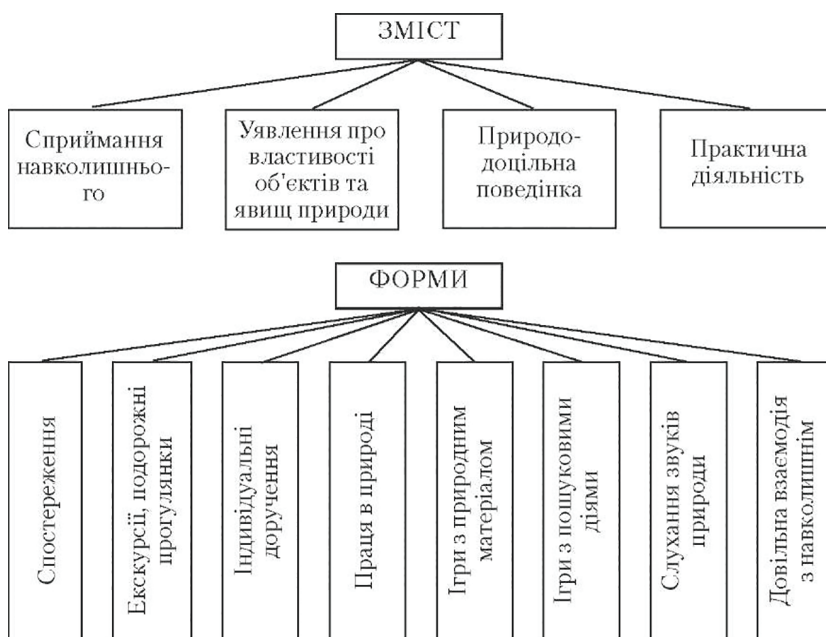 ЗМІСТ
Сприймання
навколишньо-
го
Уявлення про
властивості
об'єктів та
явищ природи
Природо-
доцільна
поведінка
Практична
діяльність
ФОРМИ
Спостереження
Екскурсії, подорожні
прогулянки
Індивідуальні
доручення
Праця в природі
Ігри з природним
матеріалом
Ігри з пошуковими
діями
Слухання звуків
природи
Довільна взаємодія
з навколишнім